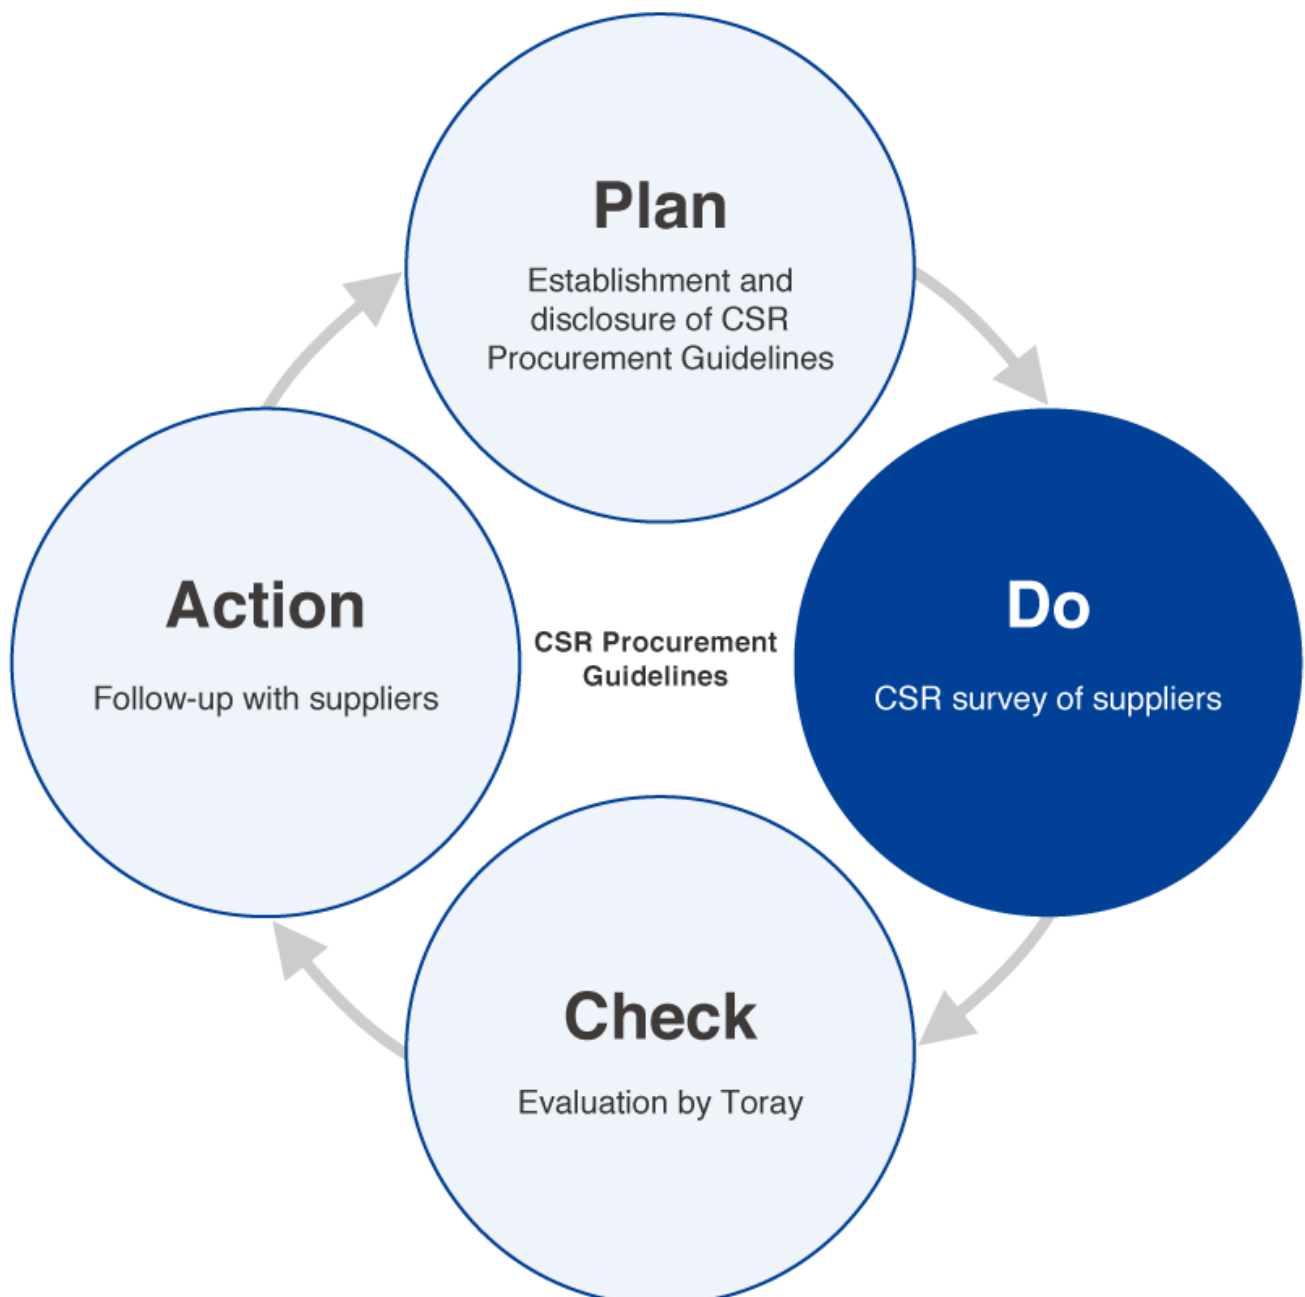 Plan
Establishment and
disclosure of CSR
Procurement Guidelines
Do
CSR survey of suppliers
Check
Evaluation by Toray
Action
Follow-up with suppliers
CSR Procurement
Guidelines